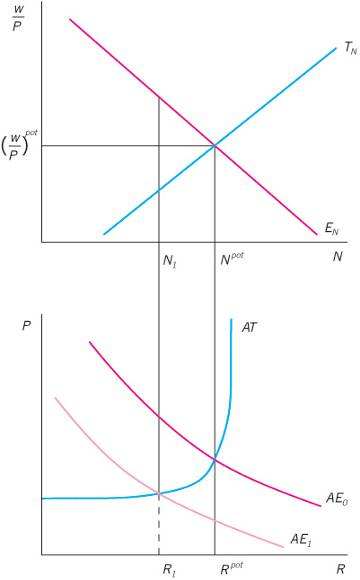 w
P
T_N
(w/P)^pot
E_N
N_1
N^pot
N
P
AT
AE_0
AE_1
R_1
R^pot
R